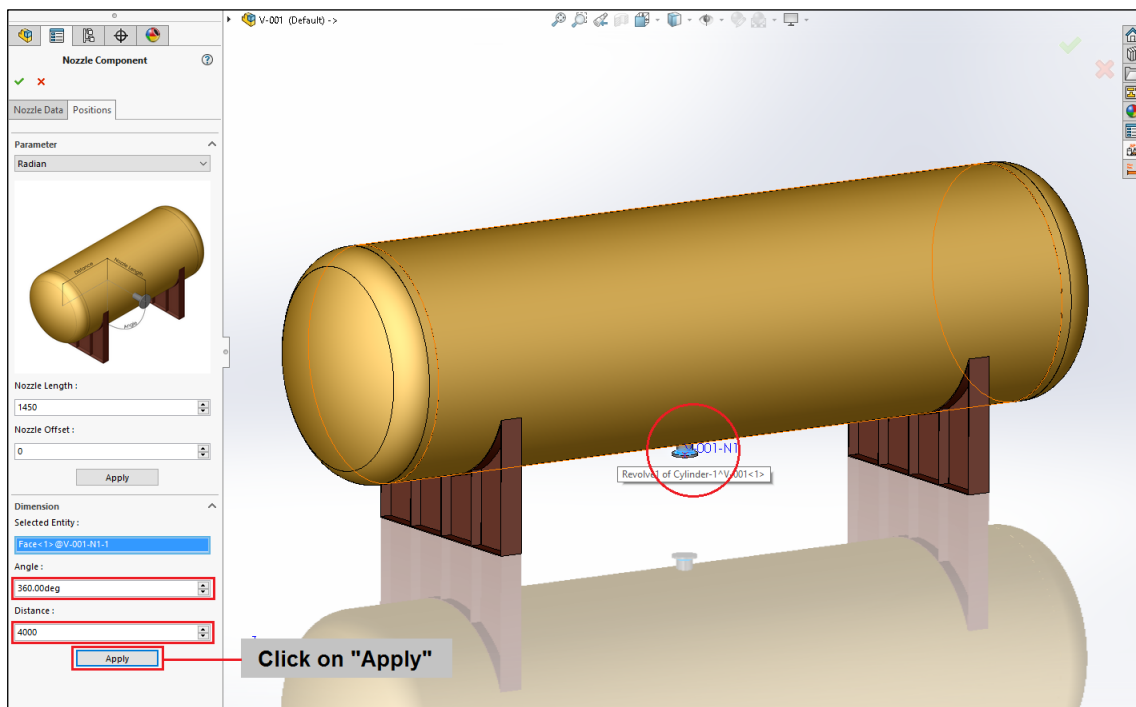 V-001 (Default) ->
Nozzle Component
Nozzle Data
Positions
Parameter
Radian
Distance
Nozzle Length
Angle
Nozzle Length :
1450
Nozzle Offset :
0
Apply
Dimension
Selected Entity :
Face<1>@V-001-N1-1
Angle :
360.00deg
Distance :
4000
Apply
Click on "Apply"
V-001-N1
Revolve1 of Cylinder-1^V-001<1>